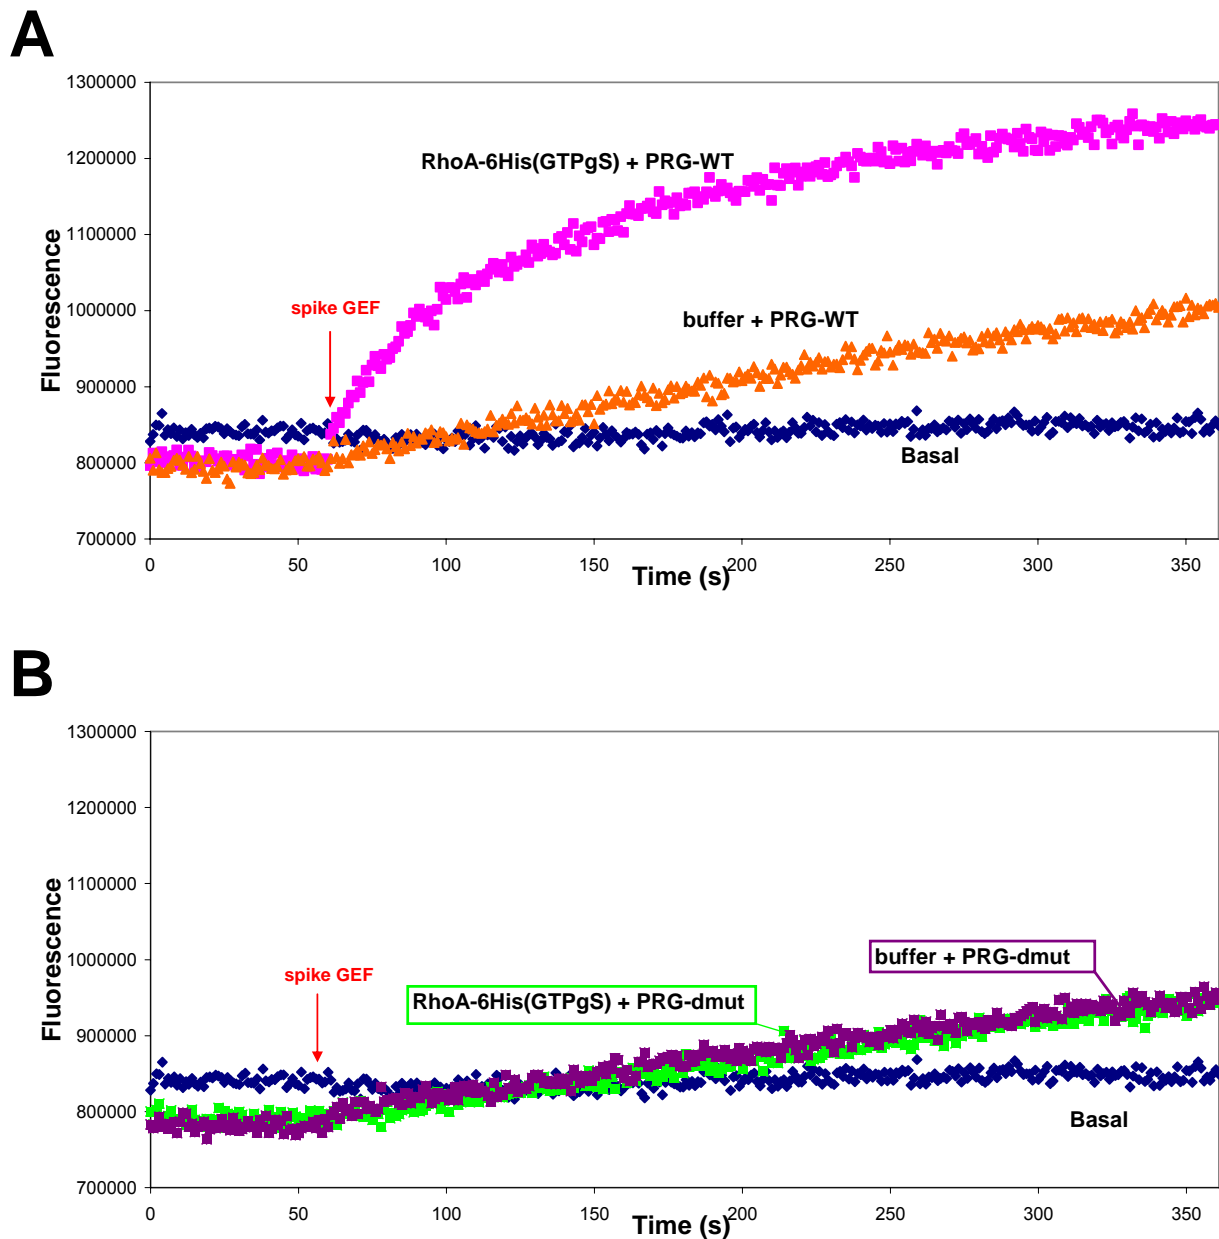 A
1300000
1200000
1100000
1000000
900000
800000
700000
Fluorescence
RhoA-6His(GTPgS) + PRG-WT
spike GEF
buffer + PRG-WT
Basal
0 50 100 150 200 250 300 350
Time (s)
B
1300000
1200000
1100000
1000000
900000
800000
700000
Fluorescence
buffer + PRG-dmut
spike GEF
RhoA-6His(GTPgS) + PRG-dmut
Basal
0 50 100 150 200 250 300 350
Time (s)